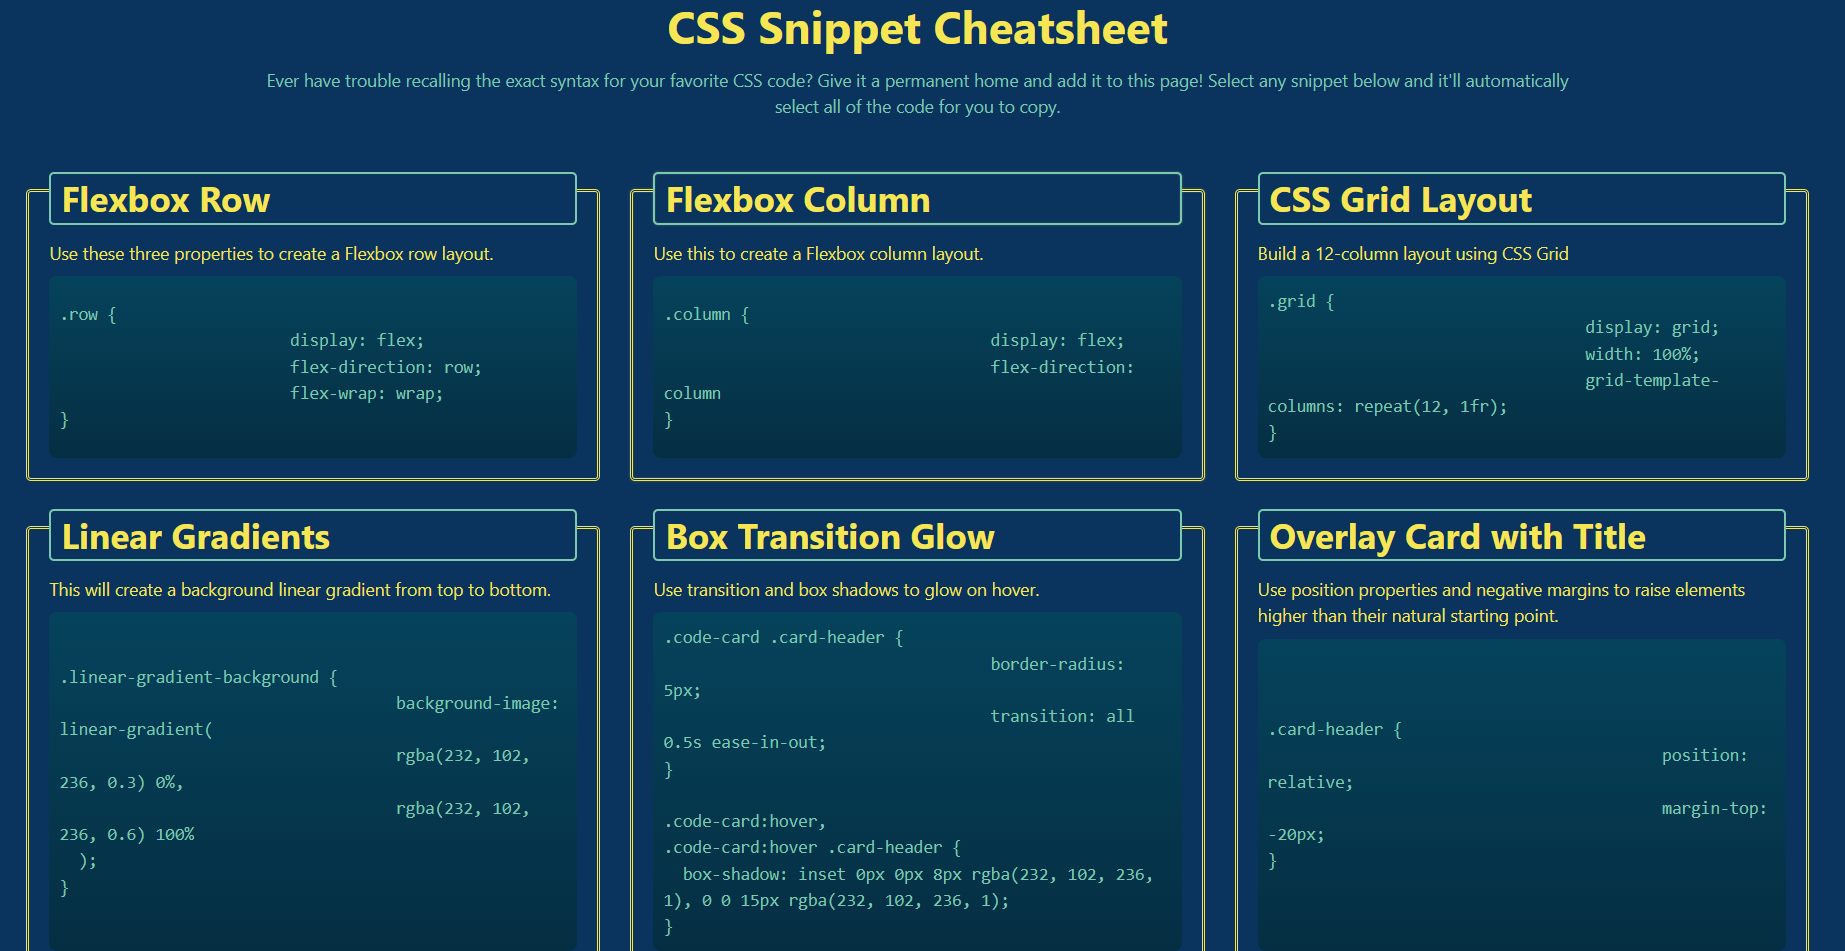 CSS Snippet Cheatsheet
Ever have trouble recalling the exact syntax for your favorite CSS code? Give it a permanent home and add it to this page! Select any snippet below and it'll automatically
select all of the code for you to copy.
Flexbox Row
Use these three properties to create a Flexbox row layout.
.row {
display: flex;
flex-direction: row;
flex-wrap: wrap;
}
Flexbox Column
Use this to create a Flexbox column layout.
.column {
display: flex;
flex-direction:
column
}
CSS Grid Layout
Build a 12-column layout using CSS Grid
.grid {
display: grid;
width: 100%;
grid-template-
columns: repeat(12, 1fr);
}
Linear Gradients
This will create a background linear gradient from top to bottom.
.linear-gradient-background {
background-image:
linear-gradient(
rgba(232, 102,
236, 0.3) 0%,
rgba(232, 102,
236, 0.6) 100%
);
}
Box Transition Glow
Use transition and box shadows to glow on hover.
.code-card .card-header {
border-radius:
5px;
transition: all
0.5s ease-in-out;
}
.code-card:hover,
.code-card:hover .card-header {
box-shadow: inset 0px 0px 8px rgba(232, 102, 236,
1), 0 0 15px rgba(232, 102, 236, 1);
}
Overlay Card with Title
Use position properties and negative margins to raise elements
higher than their natural starting point.
.card-header {
position:
relative;
margin-top:
-20px;
}